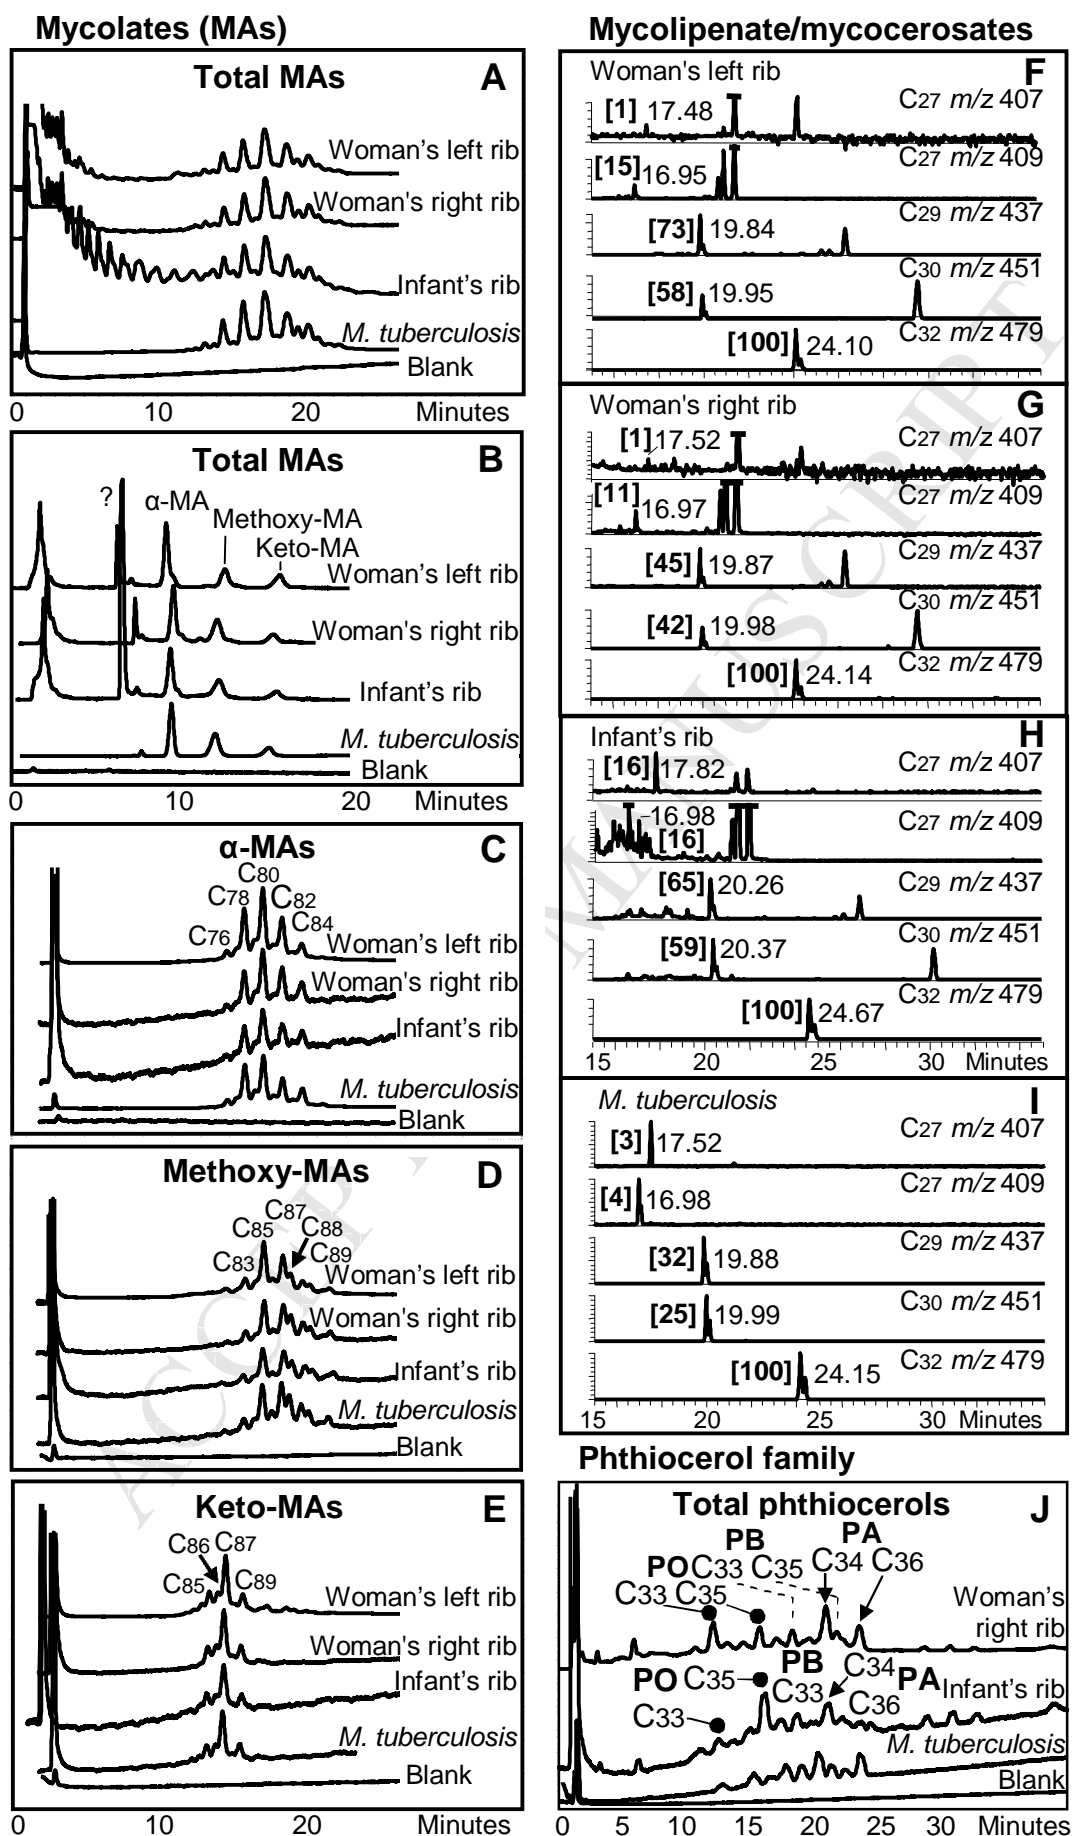 Mycolates (MAs)
Total MAs A
Woman's left rib
Woman's right rib
Infant's rib
M. tuberculosis
Blank
0 10 20 Minutes
Total MAs B
? α-MA
Methoxy-MA
Keto-MA
Woman's left rib
Woman's right rib
Infant's rib
M. tuberculosis
Blank
0 10 20 Minutes
α-MAs C
C80
C78 C82
C76 C84
Woman's left rib
Woman's right rib
Infant's rib
M. tuberculosis
Blank
Methoxy-MAs D
C87
C85 C88
C83 C89
Woman's left rib
Woman's right rib
Infant's rib
M. tuberculosis
Blank
Keto-MAs E
C86 C87
C85 C89
Woman's left rib
Woman's right rib
Infant's rib
M. tuberculosis
Blank
0 10 20 Minutes
Mycolipenate/mycocerosates
Woman's left rib F
[1] 17.48 C27 m/z 407
[15] 16.95 C27 m/z 409
[73] 19.84 C29 m/z 437
[58] 19.95 C30 m/z 451
[100] 24.10 C32 m/z 479
Woman's right rib G
[1] 17.52 C27 m/z 407
[11] 16.97 C27 m/z 409
[45] 19.87 C29 m/z 437
[42] 19.98 C30 m/z 451
[100] 24.14 C32 m/z 479
Infant's rib H
[16] 17.82 C27 m/z 407
16.98 C27 m/z 409
[16]
[65] 20.26 C29 m/z 437
[59] 20.37 C30 m/z 451
[100] 24.67 C32 m/z 479
15 20 25 30 Minutes
M. tuberculosis I
[3] 17.52 C27 m/z 407
[4] 16.98 C27 m/z 409
[32] 19.88 C29 m/z 437
[25] 19.99 C30 m/z 451
[100] 24.15 C32 m/z 479
15 20 25 30 Minutes
Phthiocerol family
Total phthiocerols J
PB PA
PO C33 C35 C34 C36
C33 C35
Woman's
right rib
PO C35 PB C34 PA
C33 C36
C33
Infant's rib
M. tuberculosis
Blank
0 5 10 15 20 25 30 Minutes
ACCEPTED MANUSCRIPT